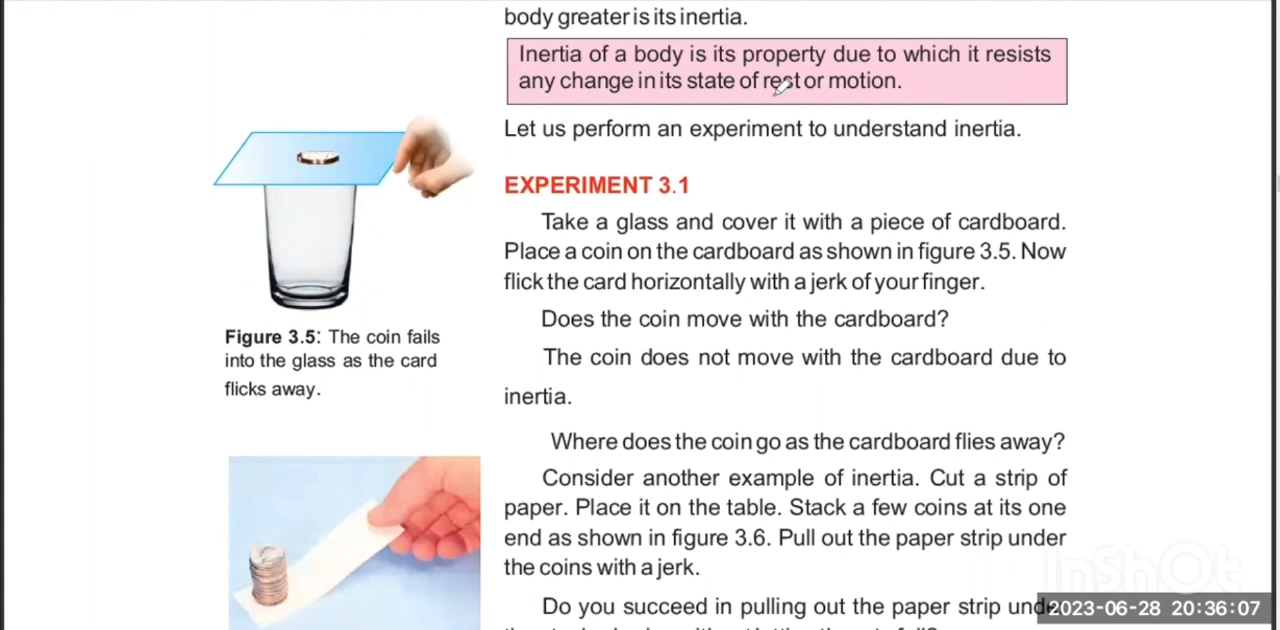 body greater is its inertia.
Inertia of a body is its property due to which it resists
any change in its state of rest or motion.
Let us perform an experiment to understand inertia.
EXPERIMENT 3.1
Take a glass and cover it with a piece of cardboard.
Place a coin on the cardboard as shown in figure 3.5. Now
flick the card horizontally with a jerk of your finger.
Does the coin move with the cardboard?
The coin does not move with the cardboard due to
inertia.
Where does the coin go as the cardboard flies away?
Consider another example of inertia. Cut a strip of
paper. Place it on the table. Stack a few coins at its one
end as shown in figure 3.6. Pull out the paper strip under
the coins with a jerk.
Do you succeed in pulling out the paper strip under
Figure 3.5: The coin falls
into the glass as the card
flicks away.
InShOt
2023-06-28 20:36:07